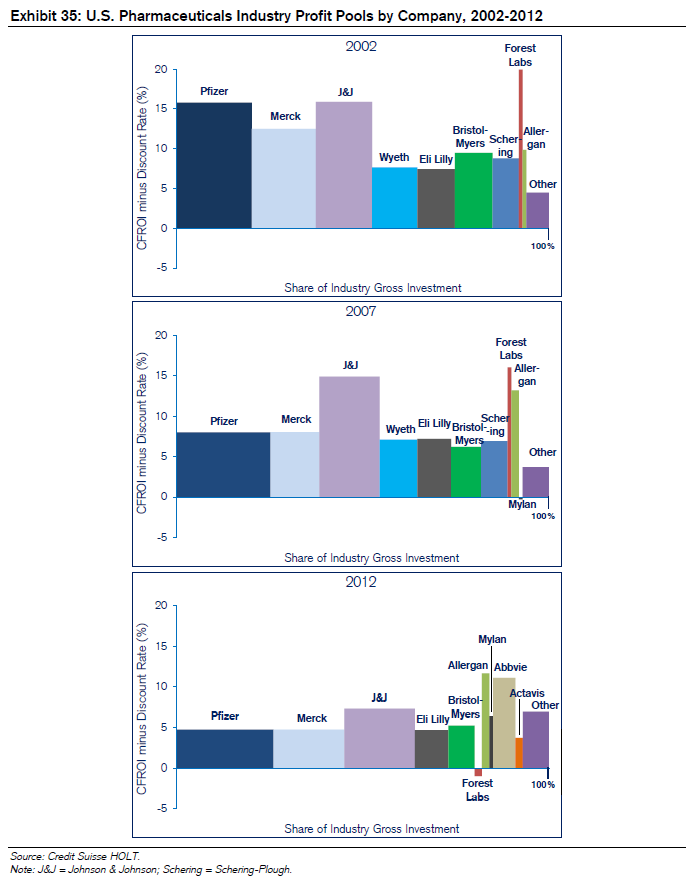 Exhibit 35: U.S. Pharmaceuticals Industry Profit Pools by Company, 2002-2012
2002
CFROI minus Discount Rate (%)
20
15
10
5
0
-5
Pfizer
Merck
J&J
Wyeth
Eli Lilly
Bristol-
Myers
Scher-
ing
Forest
Labs
Aller-
gan
Other
100%
Share of Industry Gross Investment
2007
CFROI minus Discount Rate (%)
20
15
10
5
0
-5
Pfizer
Merck
J&J
Wyeth
Eli Lilly
Bristol-
Myers
Scher
-ing
Forest
Labs
Aller-
gan
Mylan
Other
100%
Share of Industry Gross Investment
2012
CFROI minus Discount Rate (%)
20
15
10
5
0
-5
Pfizer
Merck
J&J
Eli Lilly
Bristol-
Myers
Forest
Labs
Allergan
Mylan
Abbvie
Actavis
Other
100%
Share of Industry Gross Investment
Source: Credit Suisse HOLT.
Note: J&J = Johnson & Johnson; Schering = Schering-Plough.